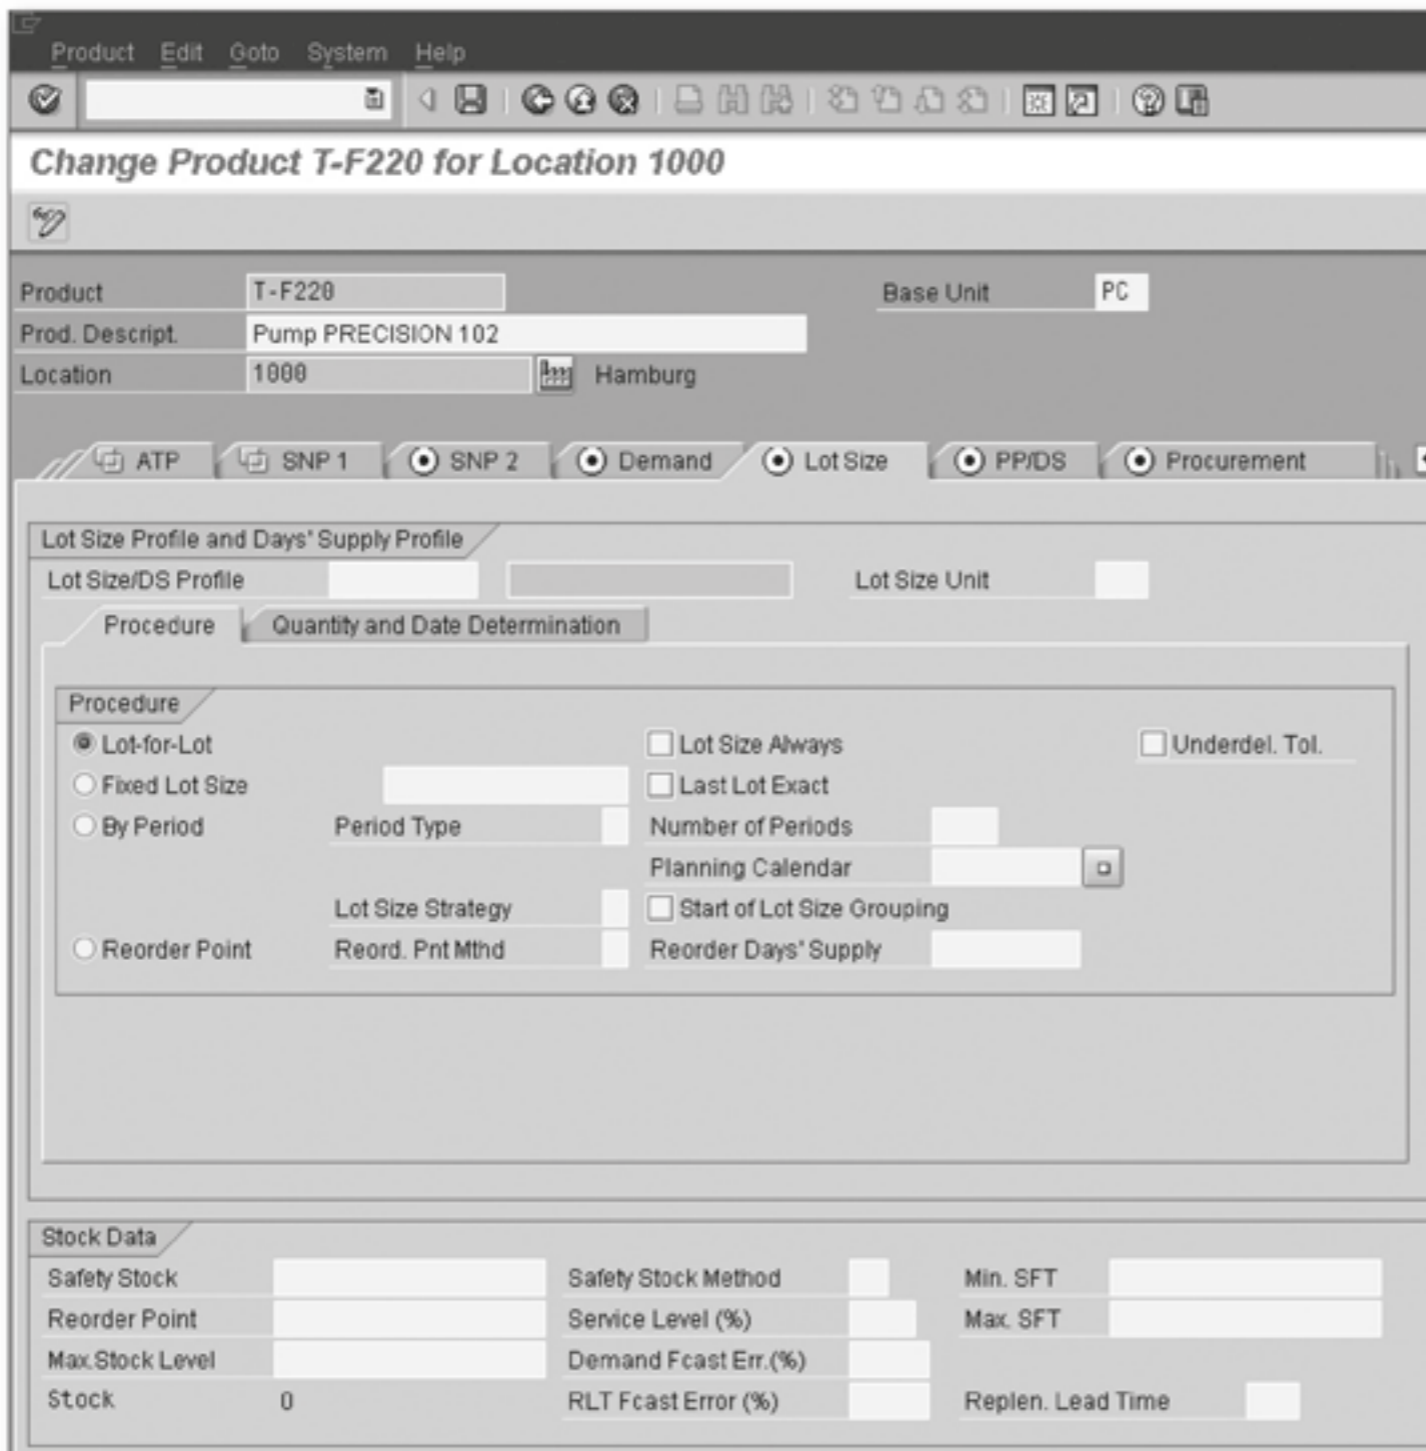 Product Edit Goto System Help
Change Product T-F220 for Location 1000
Product T-F220 Base Unit PC
Prod. Descript. Pump PRECISION 102
Location 1000 Hamburg
ATP SNP 1 SNP 2 Demand Lot Size PP/DS Procurement
Lot Size Profile and Days' Supply Profile
Lot Size/DS Profile Lot Size Unit
Procedure Quantity and Date Determination
Procedure
Lot-for-Lot Lot Size Always Underdel. Tol.
Fixed Lot Size Last Lot Exact
By Period Period Type Number of Periods
Planning Calendar
Lot Size Strategy Start of Lot Size Grouping
Reorder Point Reord. Pnt Mthd Reorder Days' Supply
Stock Data
Safety Stock Safety Stock Method Min. SFT
Reorder Point Service Level (%) Max. SFT
Max.Stock Level Demand Fcast Err.(%)
Stock 0 RLT Fcast Error (%) Replen. Lead Time